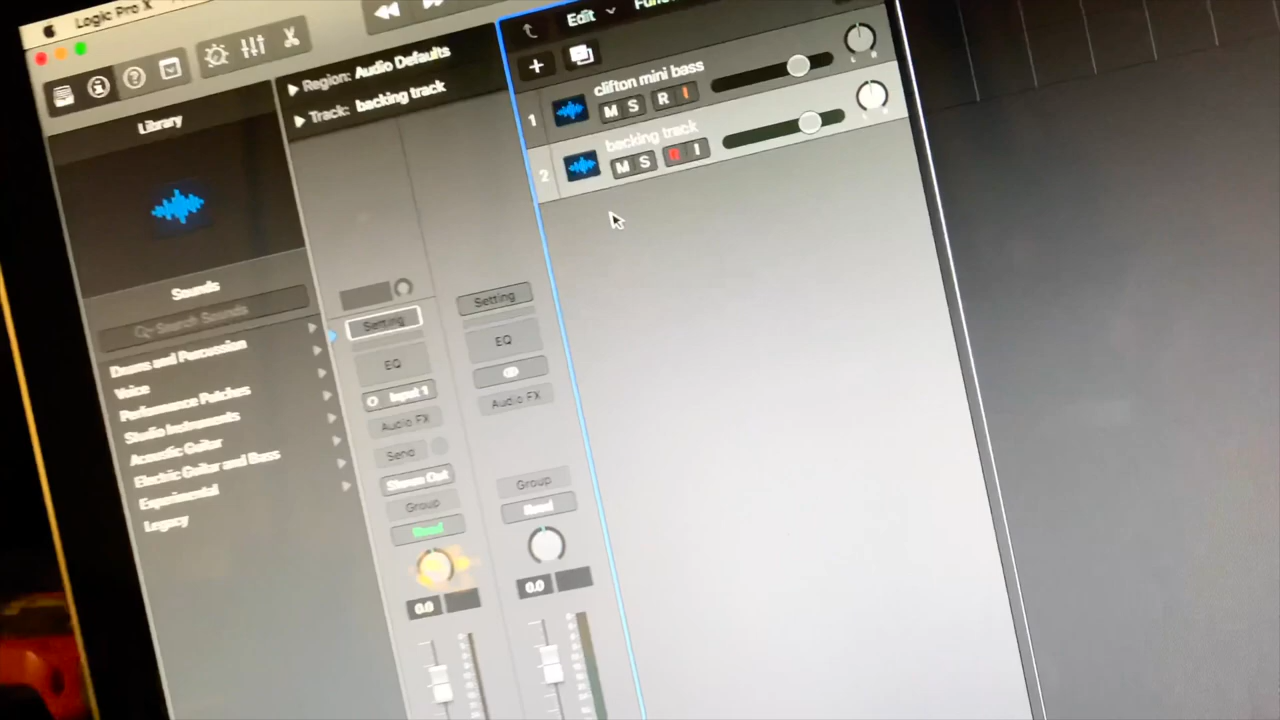 Logic Pro X
Edit
Region: Audio Defaults
Track: backing track
Library
Sounds
Search Sounds
Drums and Percussion
Voice
Performance Patches
Studio Instruments
Acoustic Guitar
Electric Guitar and Bass
Experimental
Legacy
Setting
EQ
Input 1
Audio FX
Send
Stereo Out
Group
Read
0.0
Setting
EQ
Audio FX
Group
Read
0.0
1
clifton mini bass
M S R I
L R
2
backing track
M S R I